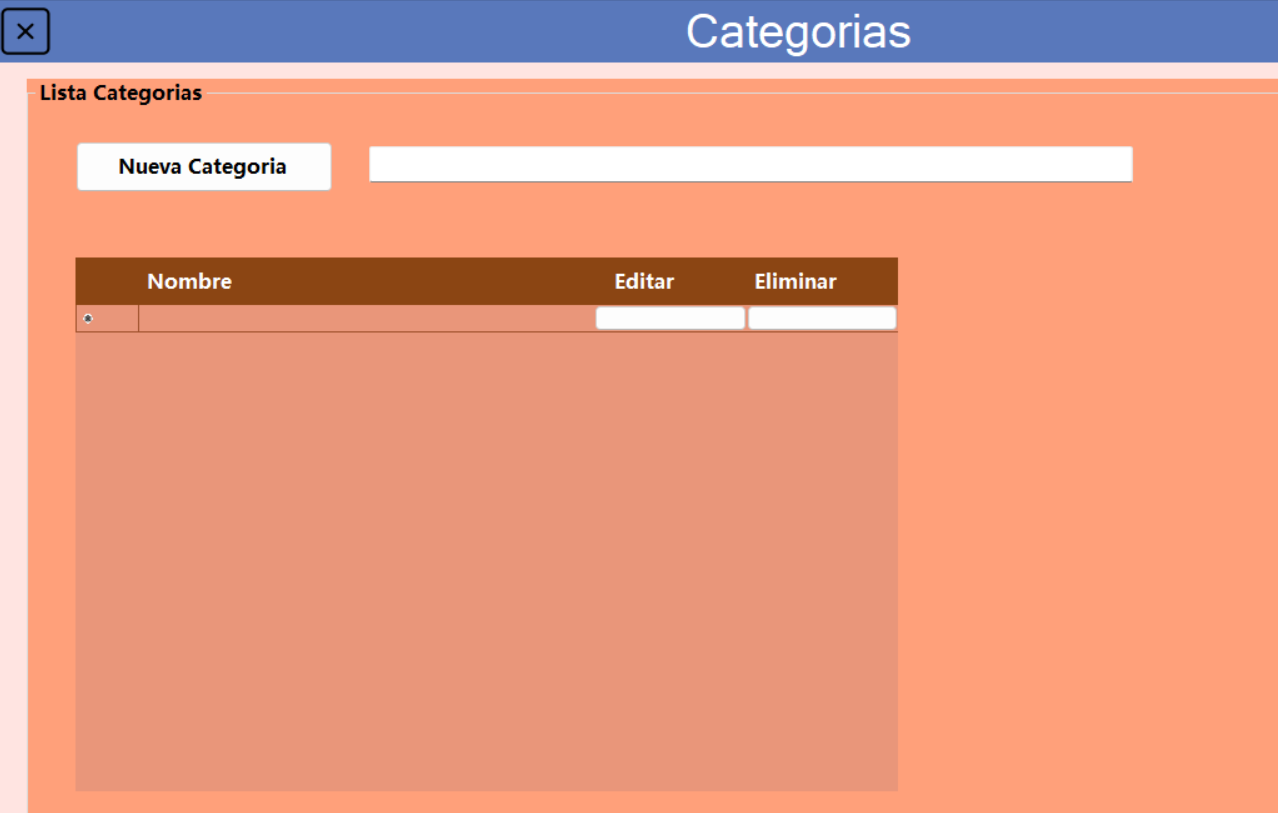 Categorias
Lista Categorias
Nueva Categoria
Nombre Editar Eliminar